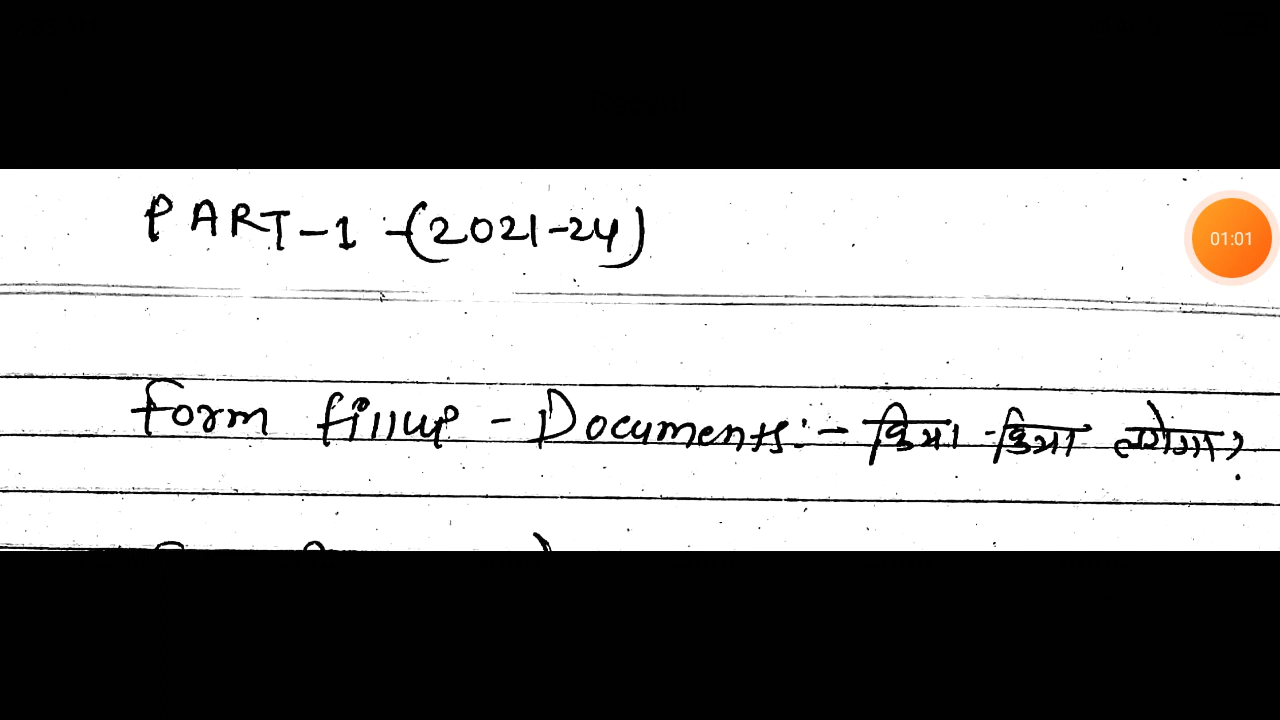 PART-1 -(2021-24)
01:01
Form fillup - Documents:- किया -किया लगेगा?